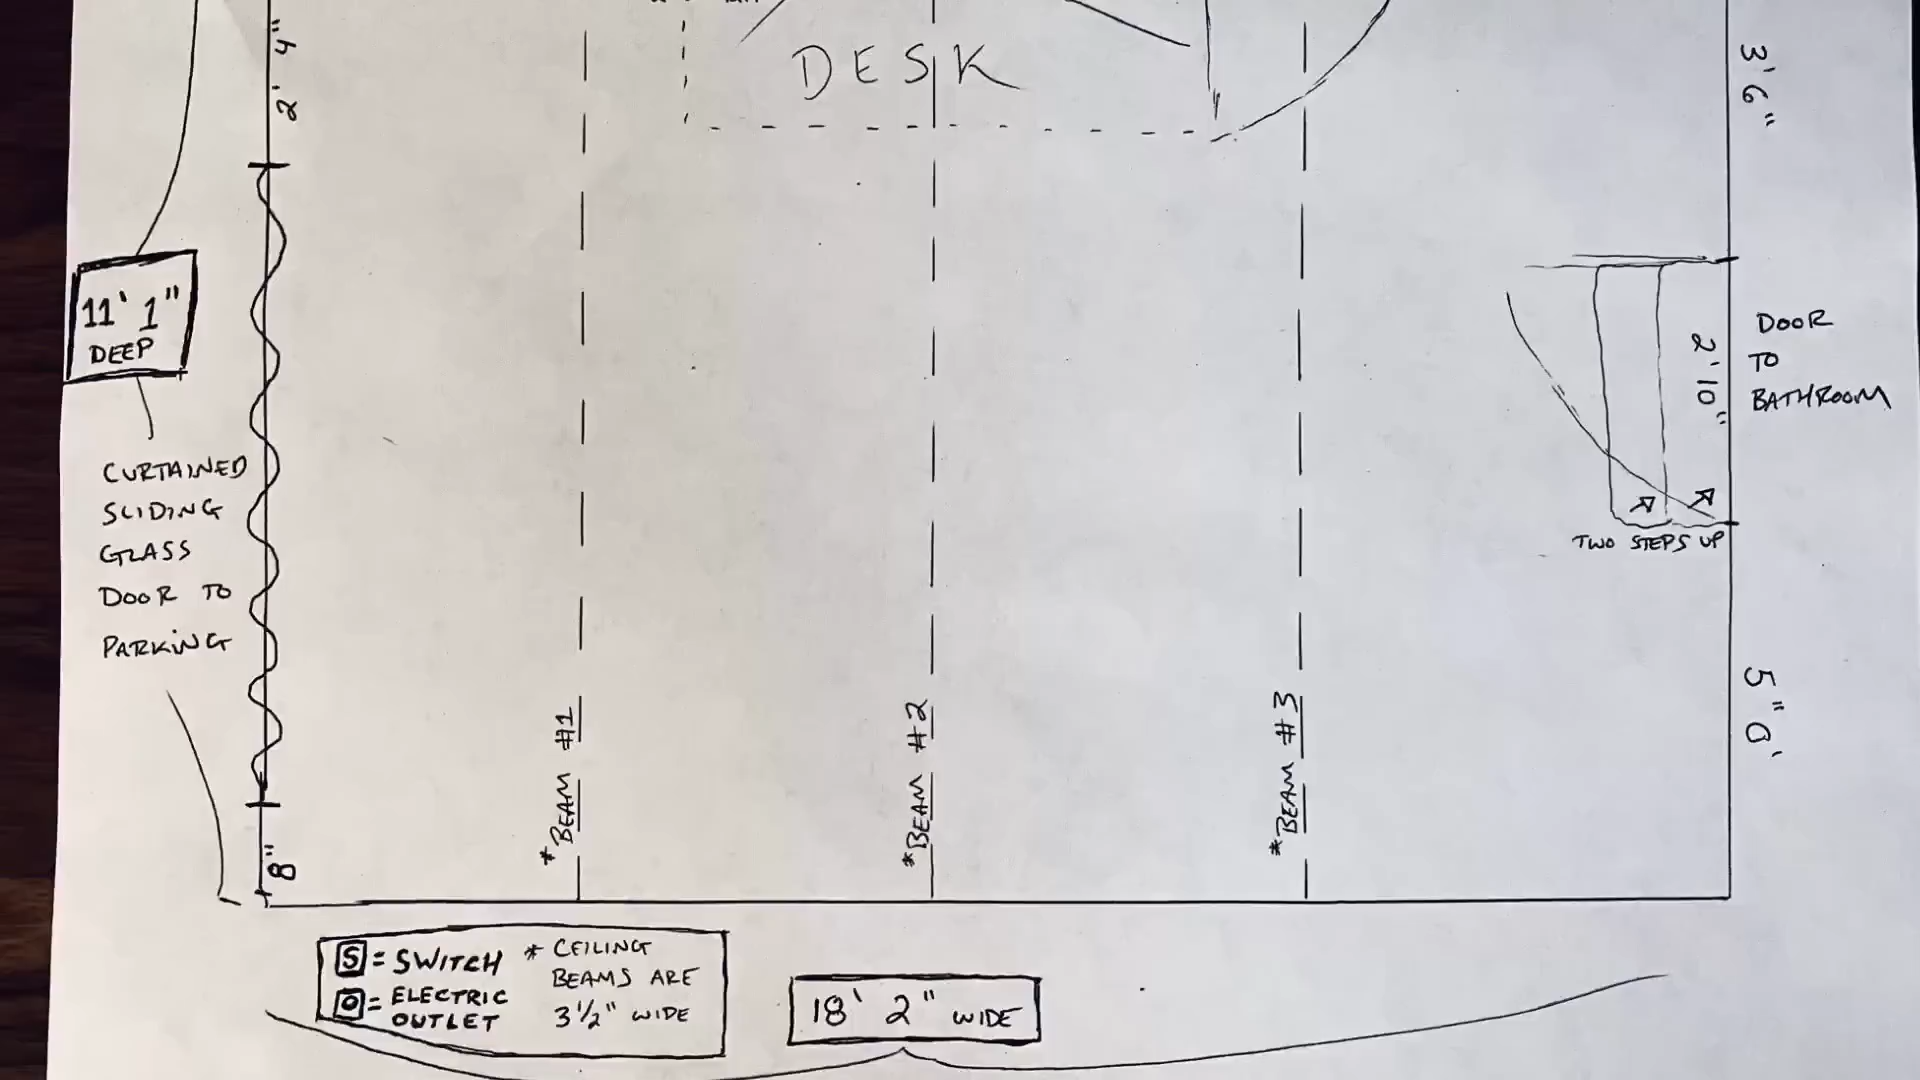 2' 4"
DESK
3'6"
11' 1"
DEEP
CURTAINED
SLIDING
GLASS
DOOR TO
PARKING
8"
*BEAM #1
*BEAM #2
*BEAM #3
2' 10"
DOOR
TO
BATHROOM
TWO STEPS UP
5"0'
S = SWITCH
O = ELECTRIC
OUTLET
* CEILING
BEAMS ARE
3 1/2" WIDE
18' 2" WIDE